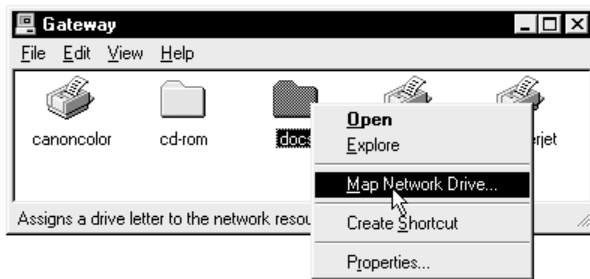 Gateway
File Edit View Help
canoncolor cd-rom docs
Open
Explore
Map Network Drive...
Create Shortcut
Properties...
Assigns a drive letter to the network